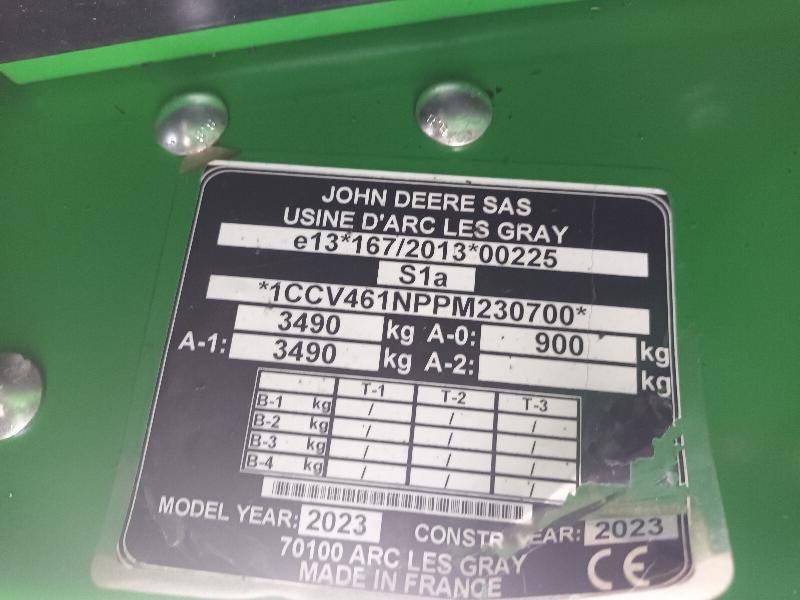 JOHN DEERE SAS
USINE D'ARC LES GRAY
e13*167/2013*00225
S1a
*1CCV461NPPM230700*
3490 kg A-0: 900 kg
A-1: 3490 kg A-2: kg
T-1 T-2 T-3
B-1 kg / / /
B-2 kg / / /
B-3 kg / / /
B-4 kg / / /
MODEL YEAR: 2023 CONSTR EAR: 2023
70100 ARC LES GRAY
MADE IN FRANCE CE